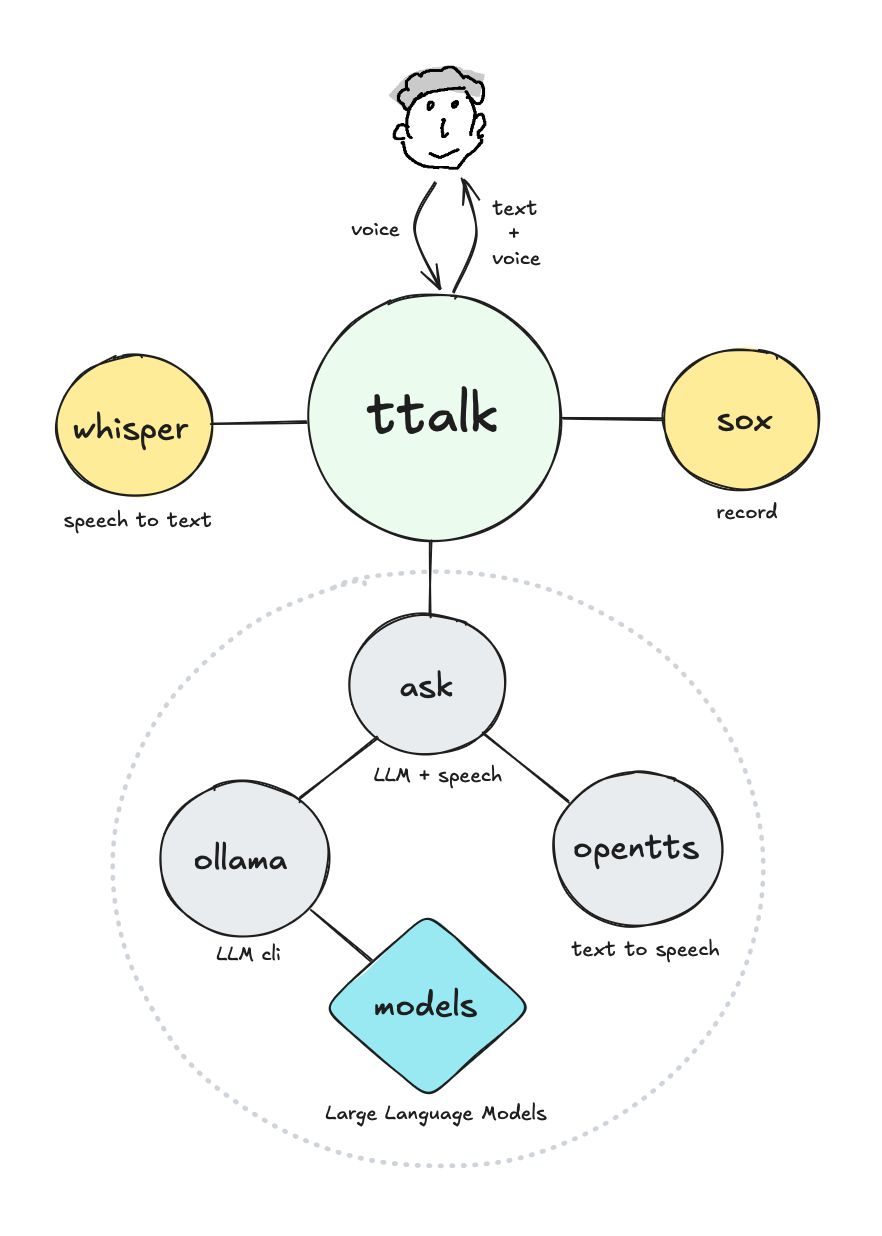 voice
text
+
voice
whisper
speech to text
ttalk
sox
record
ask
LLM + speech
ollama
LLM cli
opentts
text to speech
models
Large Language Models